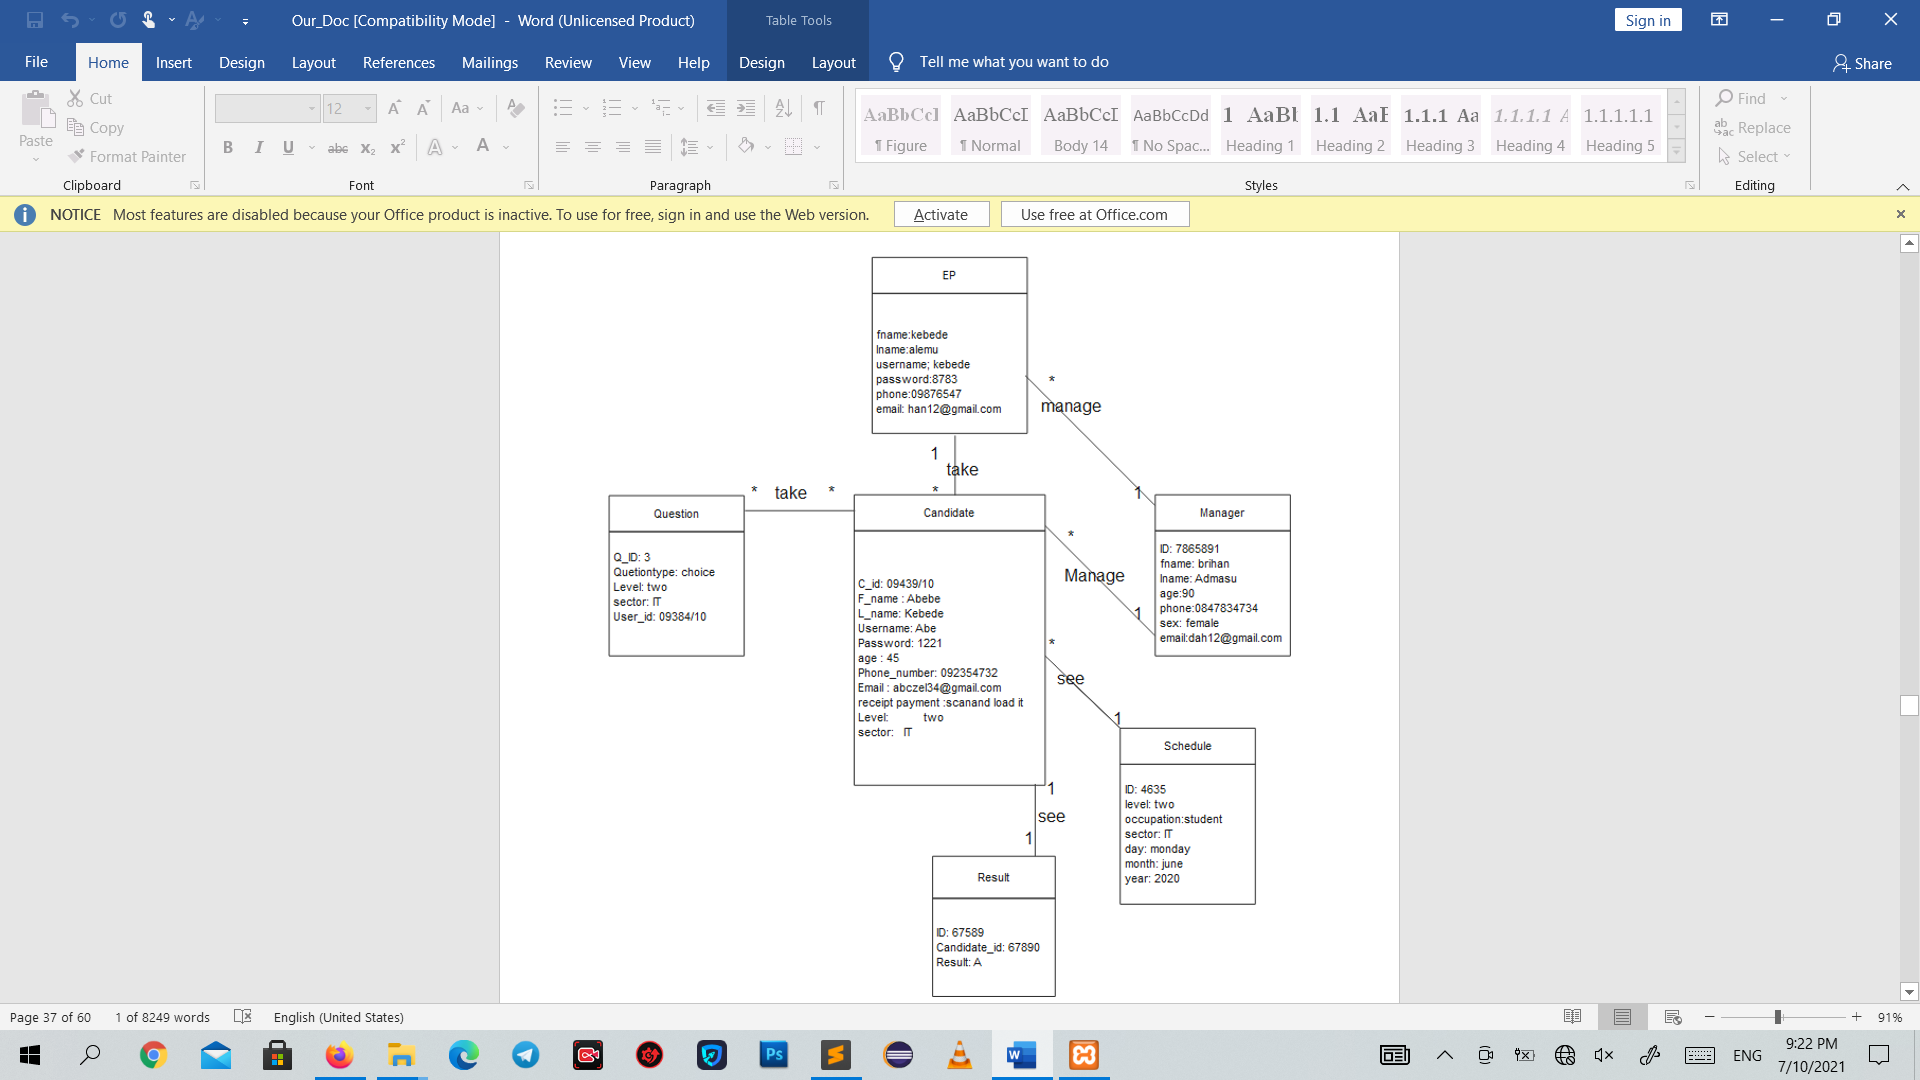 Our_Doc [Compatibility Mode] - Word (Unlicensed Product)
Table Tools
Sign in
File Home Insert Design Layout References Mailings Review View Help Design Layout Tell me what you want to do
Share
Paste
Cut
Copy
Format Painter
Clipboard
12
Aa
B I U abc x₂ x² A A
Font
Paragraph
AaBbCcI AaBbCcI AaBbCcI AaBbCcDd 1 AaBt 1.1 AaE 1.1.1 Aa 1.1.1.1 A 1.1.1.1.1
¶ Figure ¶ Normal Body 14 ¶ No Spac... Heading 1 Heading 2 Heading 3 Heading 4 Heading 5
Styles
Find
Replace
Select
Editing
NOTICE Most features are disabled because your Office product is inactive. To use for free, sign in and use the Web version.
Activate
Use free at Office.com
EP
fname:kebede
lname:alemu
username; kebede
password:8783
phone:09876547
email: han12@gmail.com
*
manage
1
1
take
*
* take *
Question
Q_ID: 3
Quetiontype: choice
Level: two
sector: IT
User_id: 09384/10
Candidate
C_id: 09439/10
F_name : Abebe
L_name: Kebede
Username: Abe
Password: 1221
age : 45
Phone_number: 092354732
Email : abczel34@gmail.com
receipt payment :scanand load it
Level: two
sector: IT
*
Manage
1
Manager
ID: 7865891
fname: brihan
lname: Admasu
age:90
phone:0847834734
sex: female
email:dah12@gmail.com
*
see
1
Schedule
ID: 4635
level: two
occupation:student
sector: IT
day: monday
month: june
year: 2020
1
see
1
Result
ID: 67589
Candidate_id: 67890
Result: A
Page 37 of 60 1 of 8249 words English (United States)
91%
Ps
ENG
9:22 PM
7/10/2021